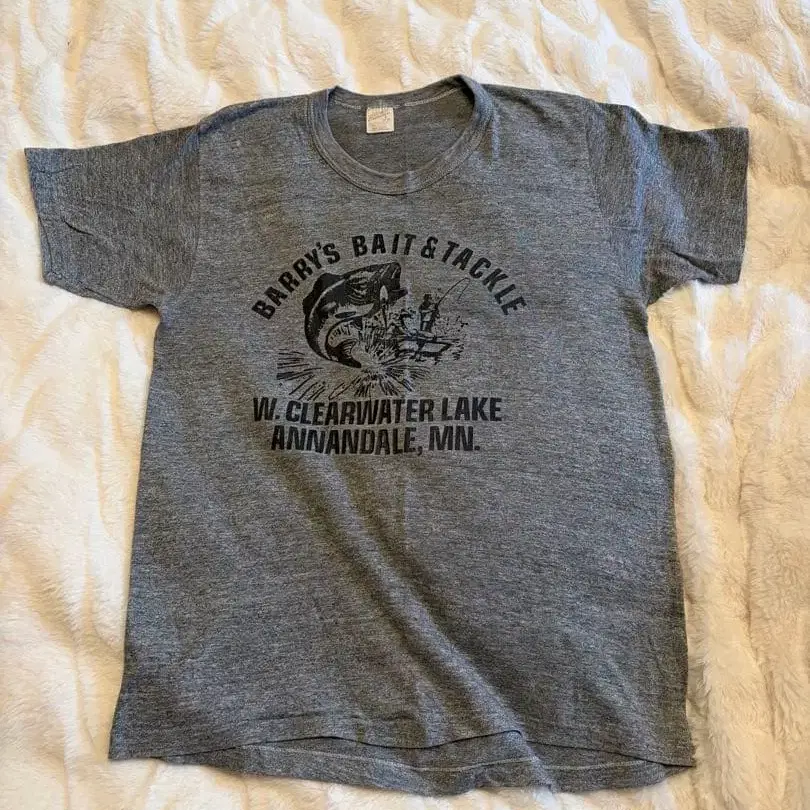 BARRY'S BAIT & TACKLE
W. CLEARWATER LAKE
ANNANDALE, MN.